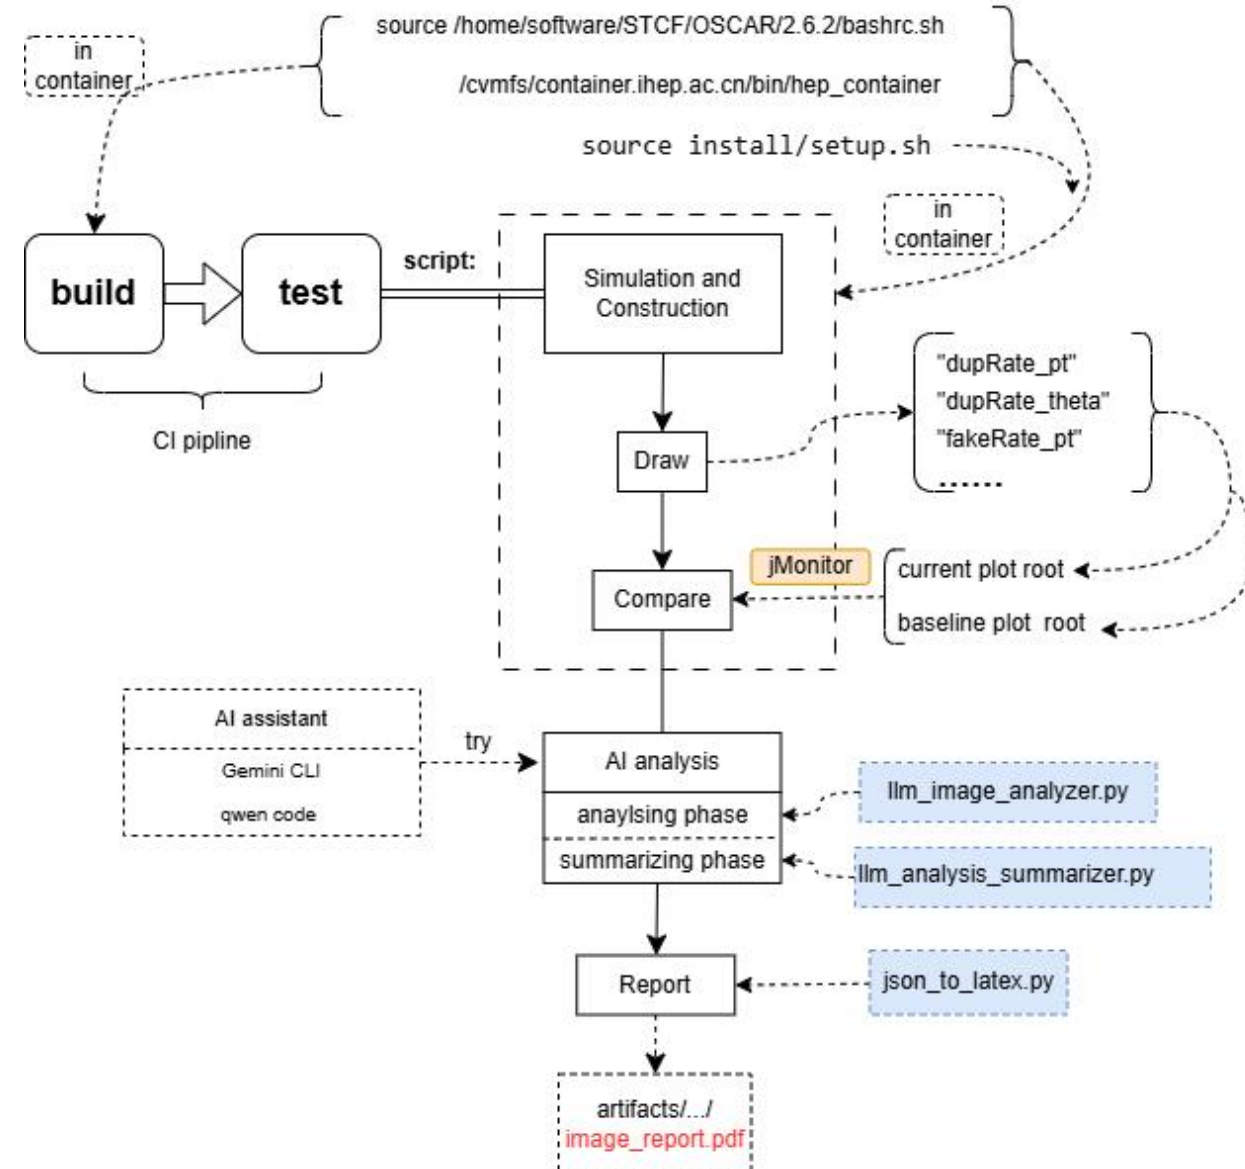 source /home/software/STCF/OSCAR/2.6.2/bashrc.sh
in
container
/cvmfs/container.ihep.ac.cn/bin/hep_container
source install/setup.sh
in
container
build
test
script:
Simulation and
Construction
CI pipline
"dupRate_pt"
"dupRate_theta"
"fakeRate_pt"
.......
Draw
jMonitor
current plot root
Compare
baseline plot root
AI assistant
Gemini CLI
qwen code
try
AI analysis
anaylsing phase
summarizing phase
llm_image_analyzer.py
llm_analysis_summarizer.py
Report
json_to_latex.py
artifacts/.../
image_report.pdf